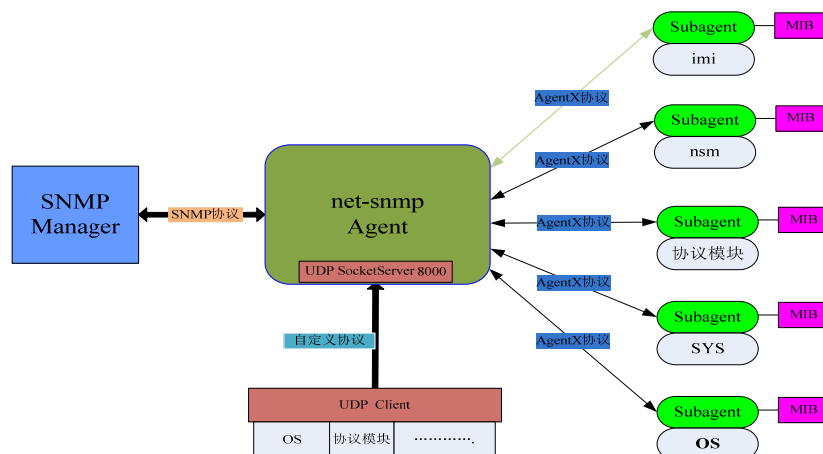 Subagent
MIB
imi
AgentX协议
Subagent
MIB
nsm
AgentX协议
SNMP
Manager
SNMP协议
net-snmp
Agent
UDP SocketServer 8000
AgentX协议
Subagent
MIB
协议模块
AgentX协议
Subagent
MIB
SYS
AgentX协议
Subagent
MIB
OS
自定义协议
UDP Client
OS
协议模块
………….